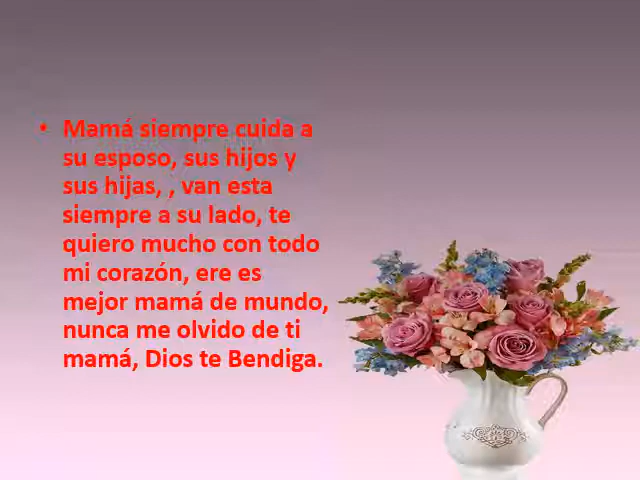 • Mamá siempre cuida a
su esposo, sus hijos y
sus hijas, , van esta
siempre a su lado, te
quiero mucho con todo
mi corazón, ere es
mejor mamá de mundo,
nunca me olvido de ti
mamá, Dios te Bendiga.